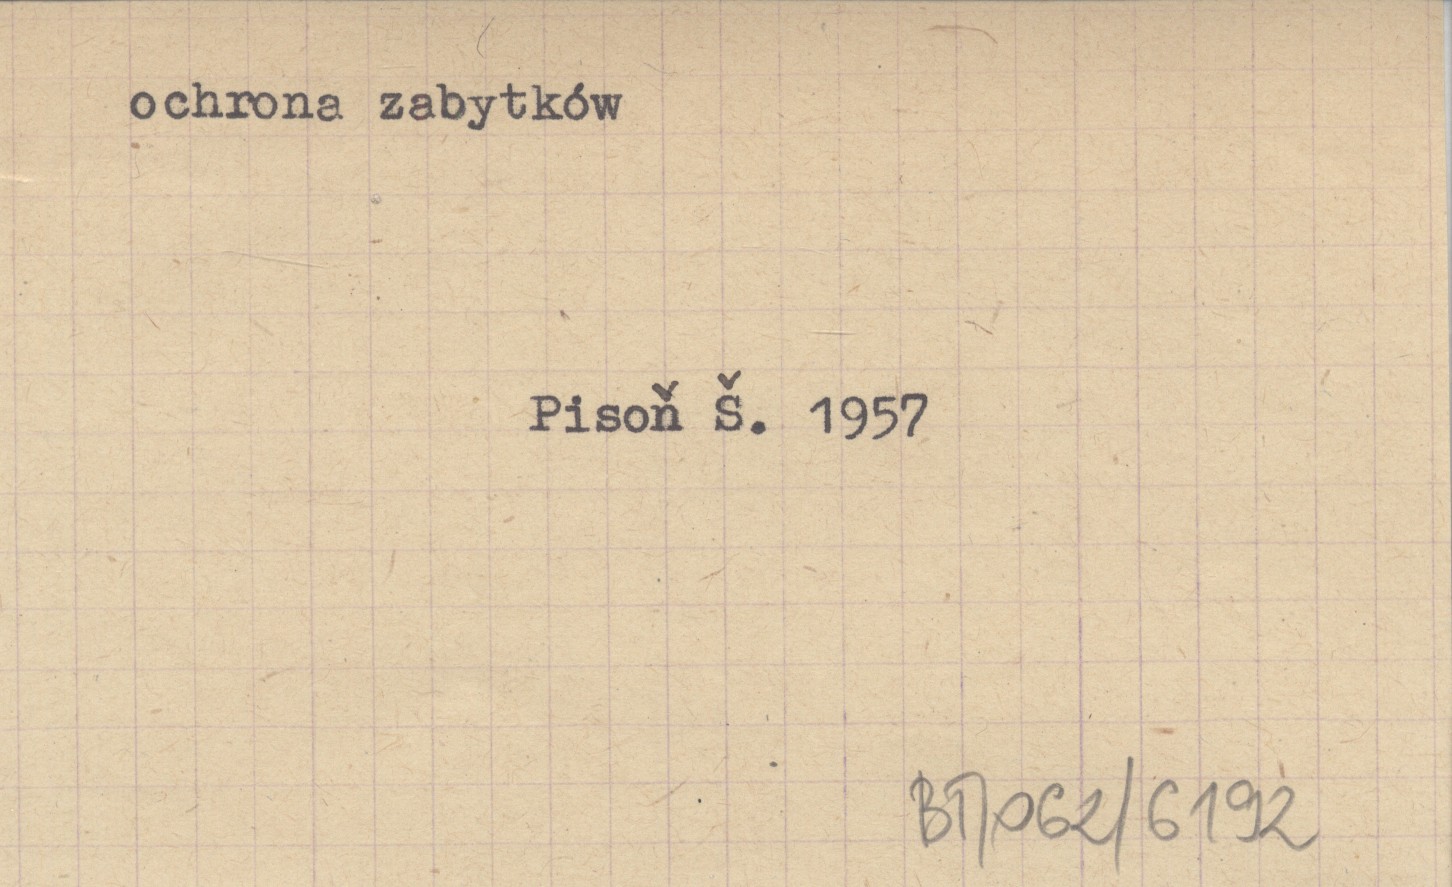 ochrona zabytków
Pisoň Š. 1957
BT/062/6192